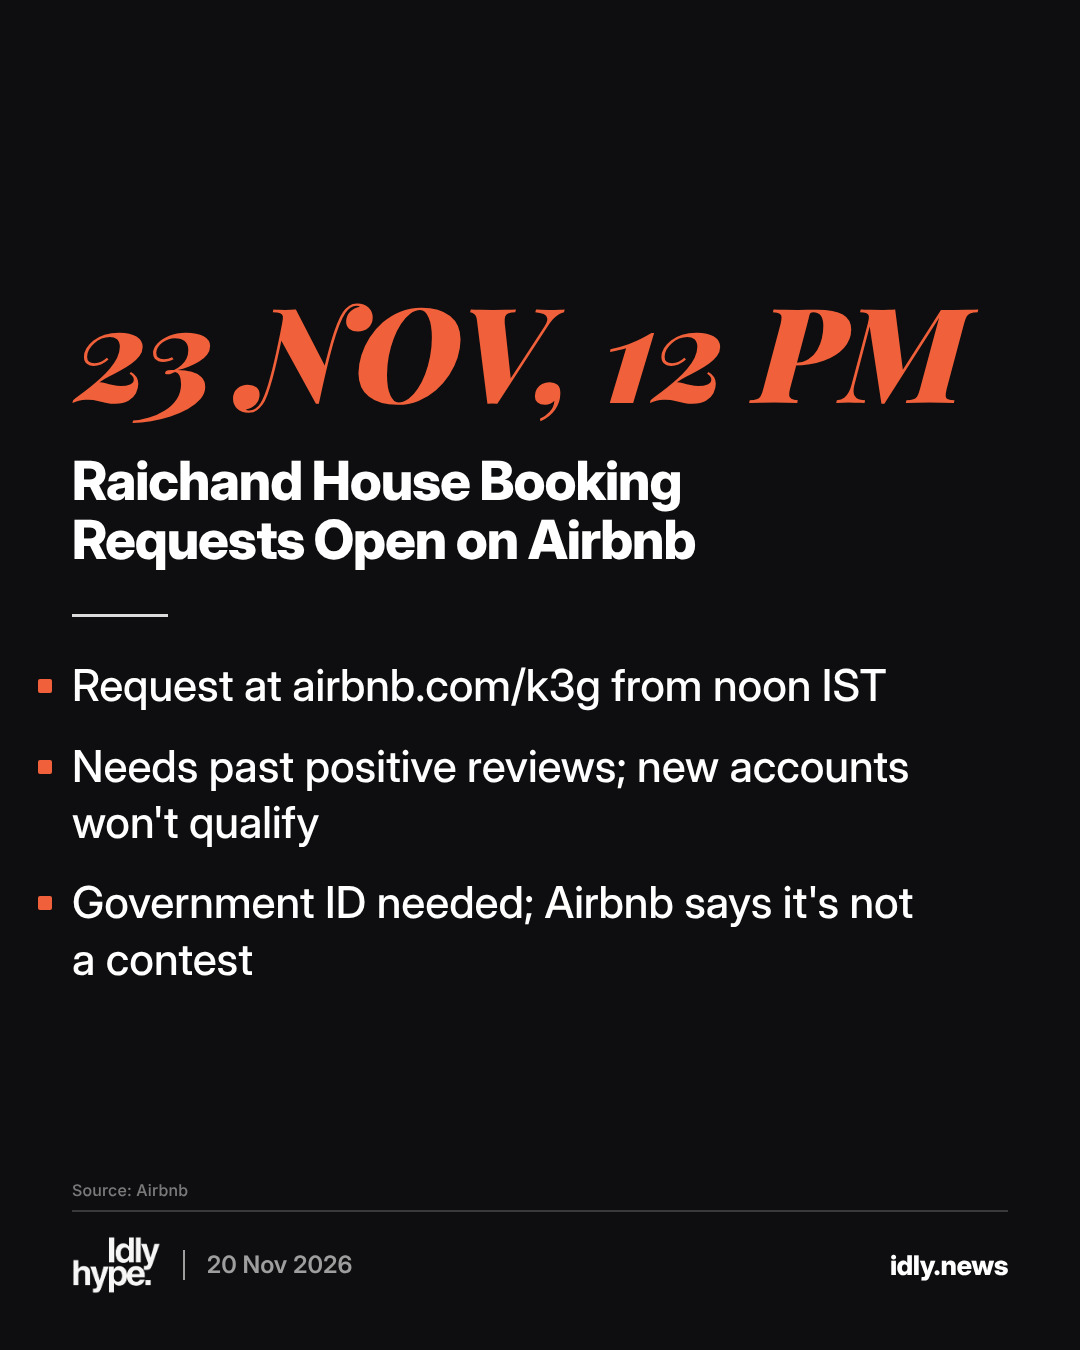 23 NOV, 12 PM
Raichand House Booking
Requests Open on Airbnb
Request at airbnb.com/k3g from noon IST
Needs past positive reviews; new accounts
won't qualify
Government ID needed; Airbnb says it's not
a contest
Source: Airbnb
Idly
hype.
20 Nov 2026
idly.news